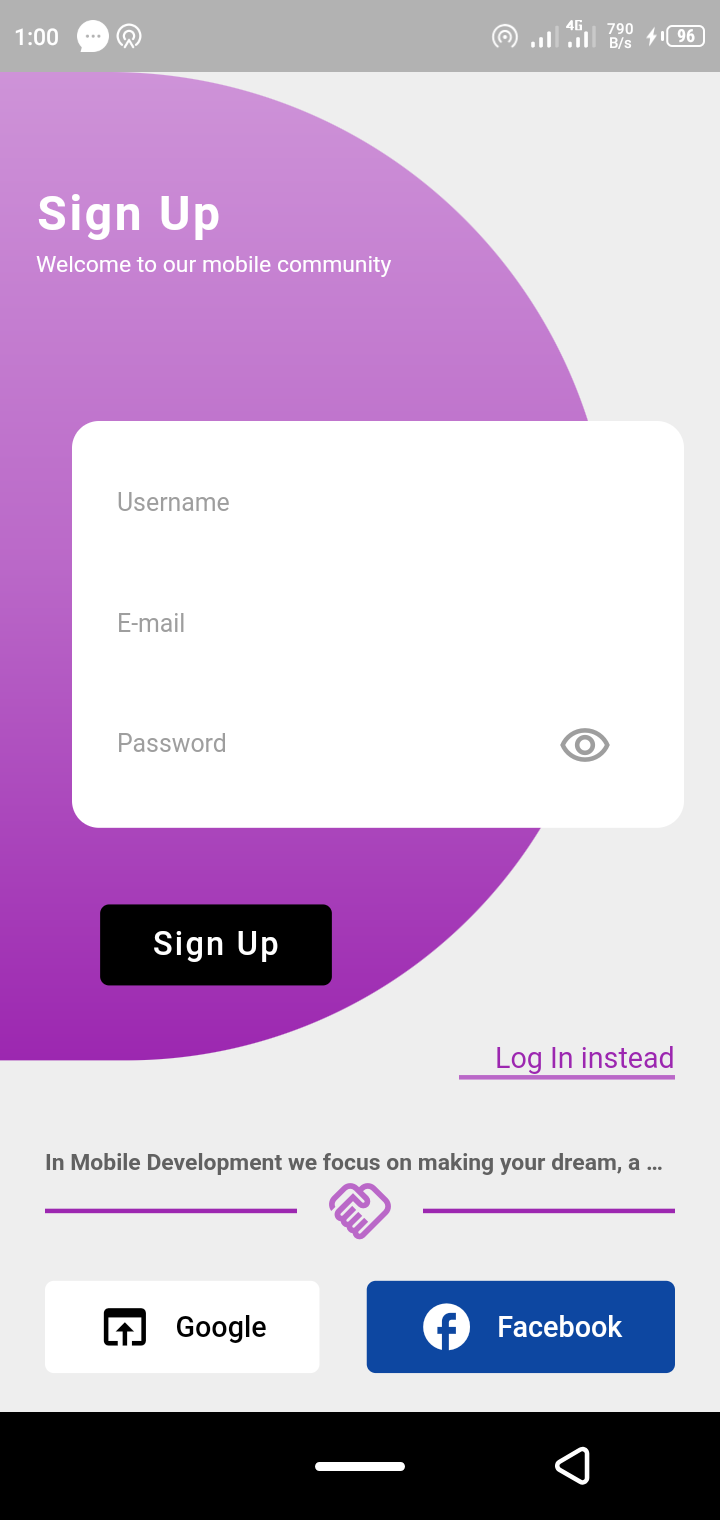 1:00 4G 790 B/s 96
Sign Up
Welcome to our mobile community
Username
E-mail
Password
Sign Up
Log In instead
In Mobile Development we focus on making your dream, a ...
Google
Facebook